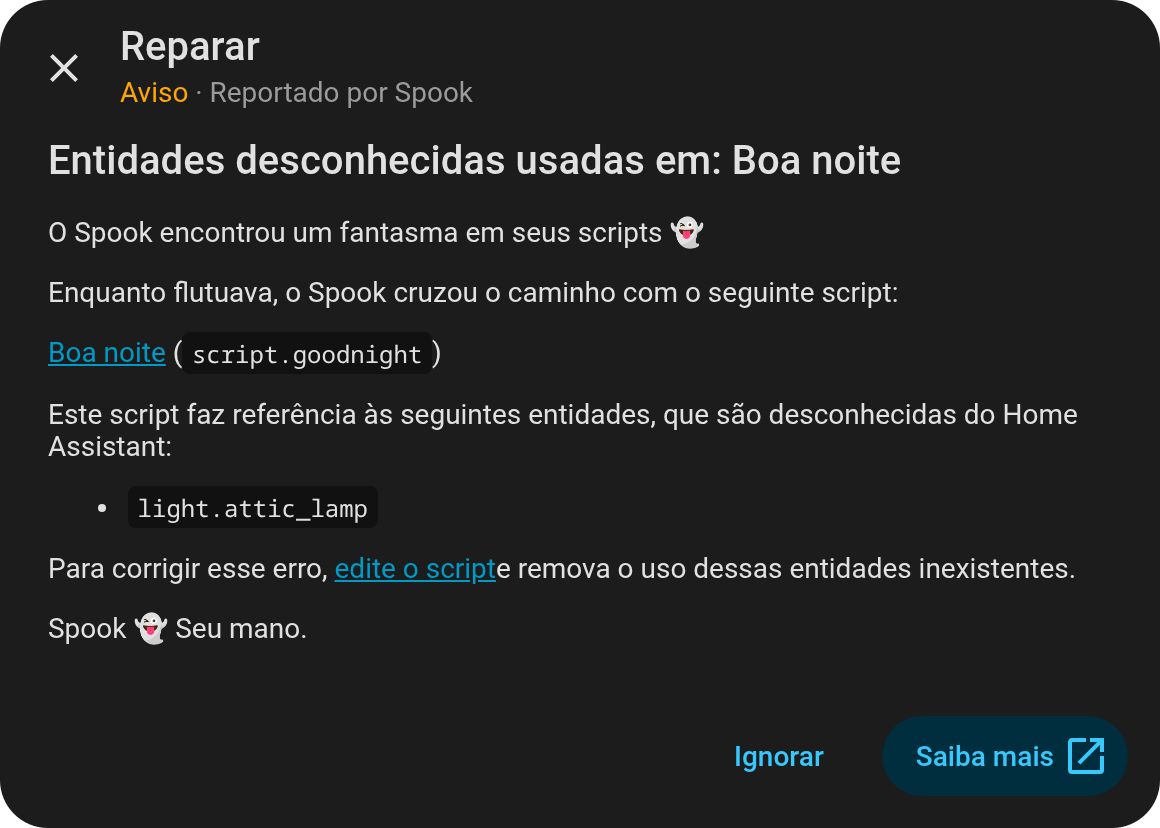 Reparar
Aviso · Reportado por Spook
Entidades desconhecidas usadas em: Boa noite
O Spook encontrou um fantasma em seus scripts 👻
Enquanto flutuava, o Spook cruzou o caminho com o seguinte script:
Boa noite (script.goodnight)
Este script faz referência às seguintes entidades, que são desconhecidas do Home
Assistant:
• light.attic_lamp
Para corrigir esse erro, edite o scripte remova o uso dessas entidades inexistentes.
Spook 👻 Seu mano.
Ignorar
Saiba mais